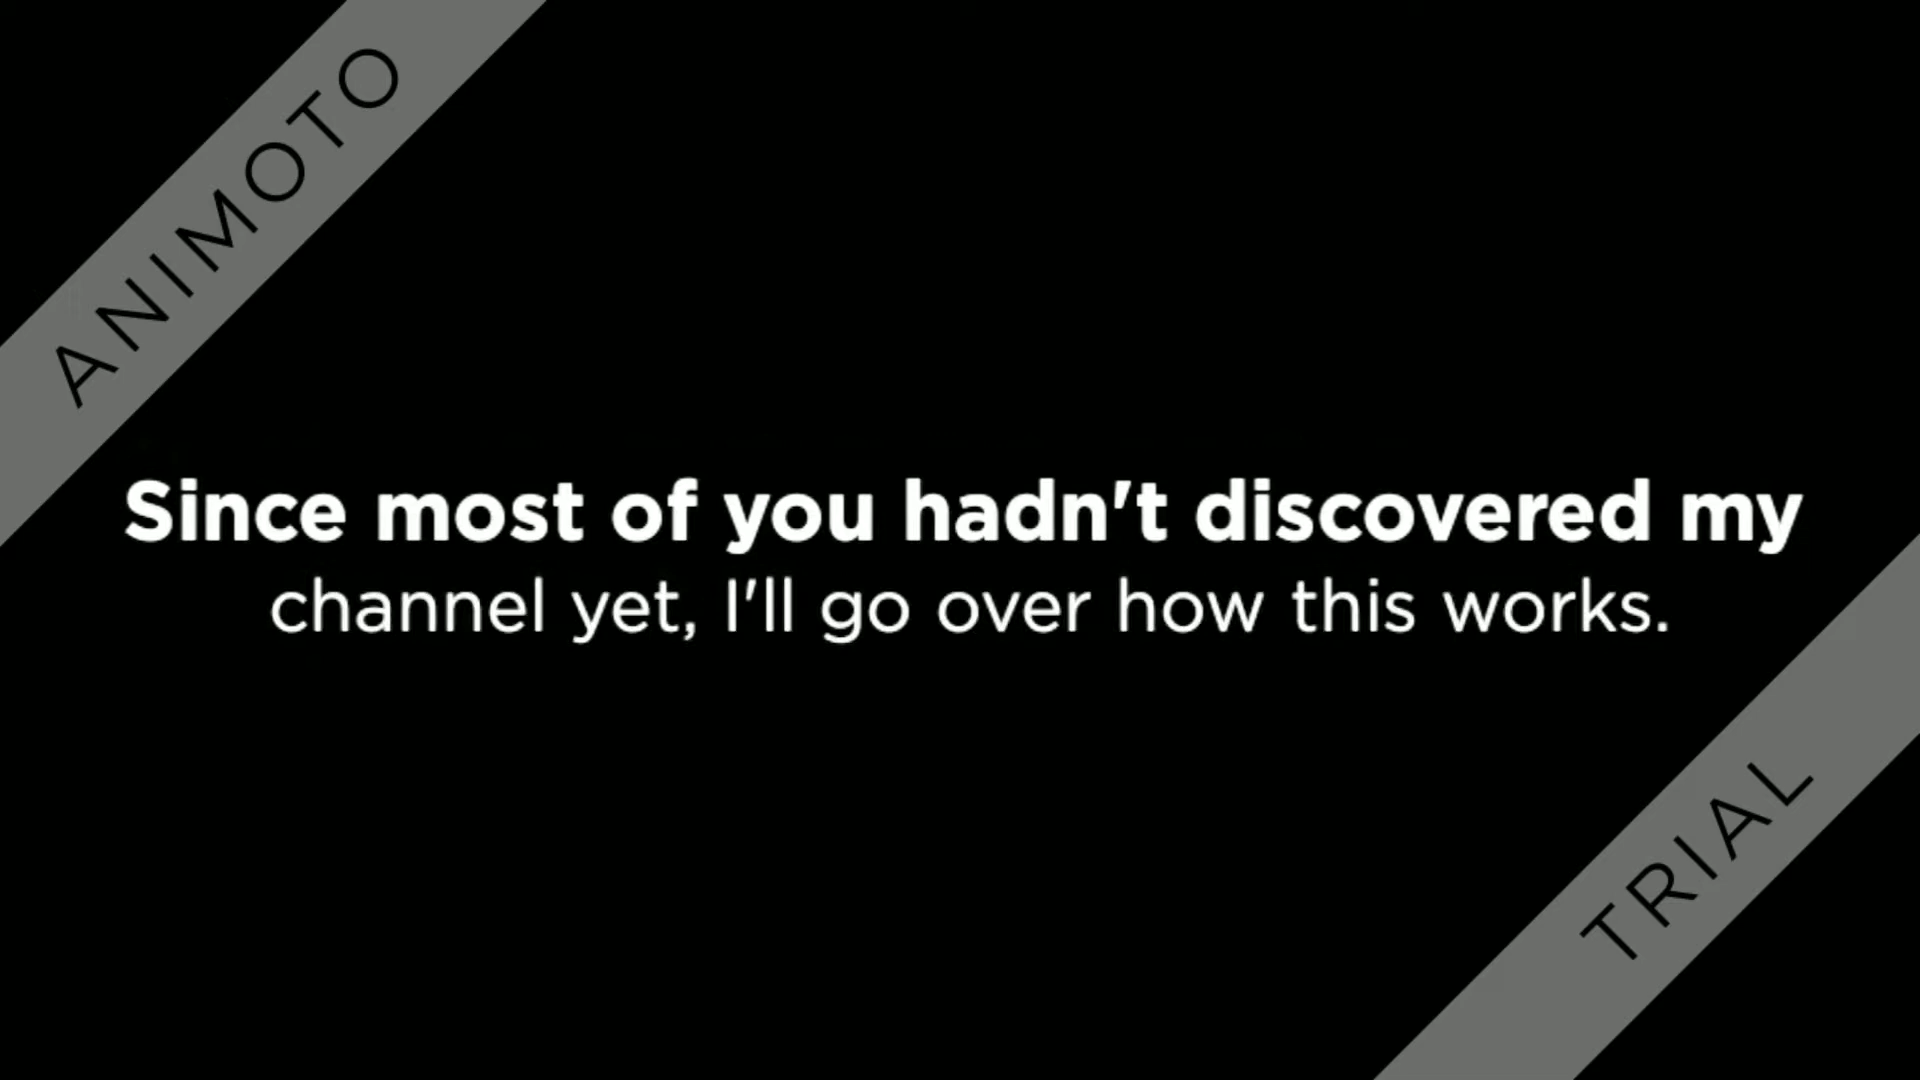 ANIMOTO
Since most of you hadn't discovered my
channel yet, I'll go over how this works.
TRIAL